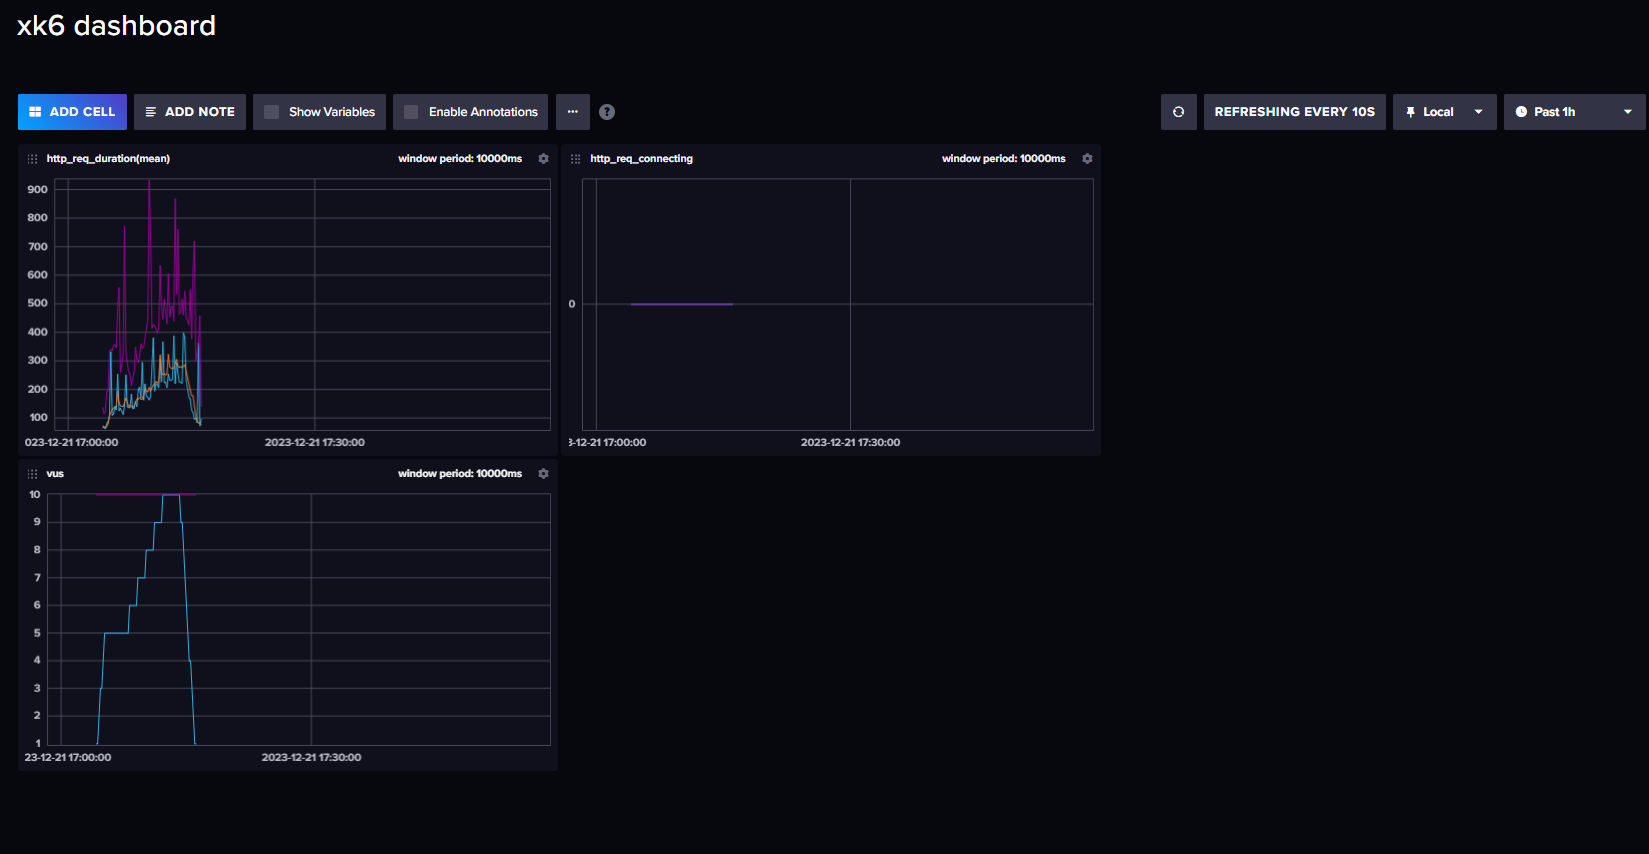 xk6 dashboard
ADD CELL
ADD NOTE
Show Variables
Enable Annotations
...
?
REFRESHING EVERY 10S
Local
Past 1h
http_req_duration(mean)
window period: 10000ms
900
800
700
600
500
400
300
200
100
023-12-21 17:00:00
2023-12-21 17:30:00
http_req_connecting
window period: 10000ms
0
3-12-21 17:00:00
2023-12-21 17:30:00
vus
window period: 10000ms
10
9
8
7
6
5
4
3
2
1
23-12-21 17:00:00
2023-12-21 17:30:00